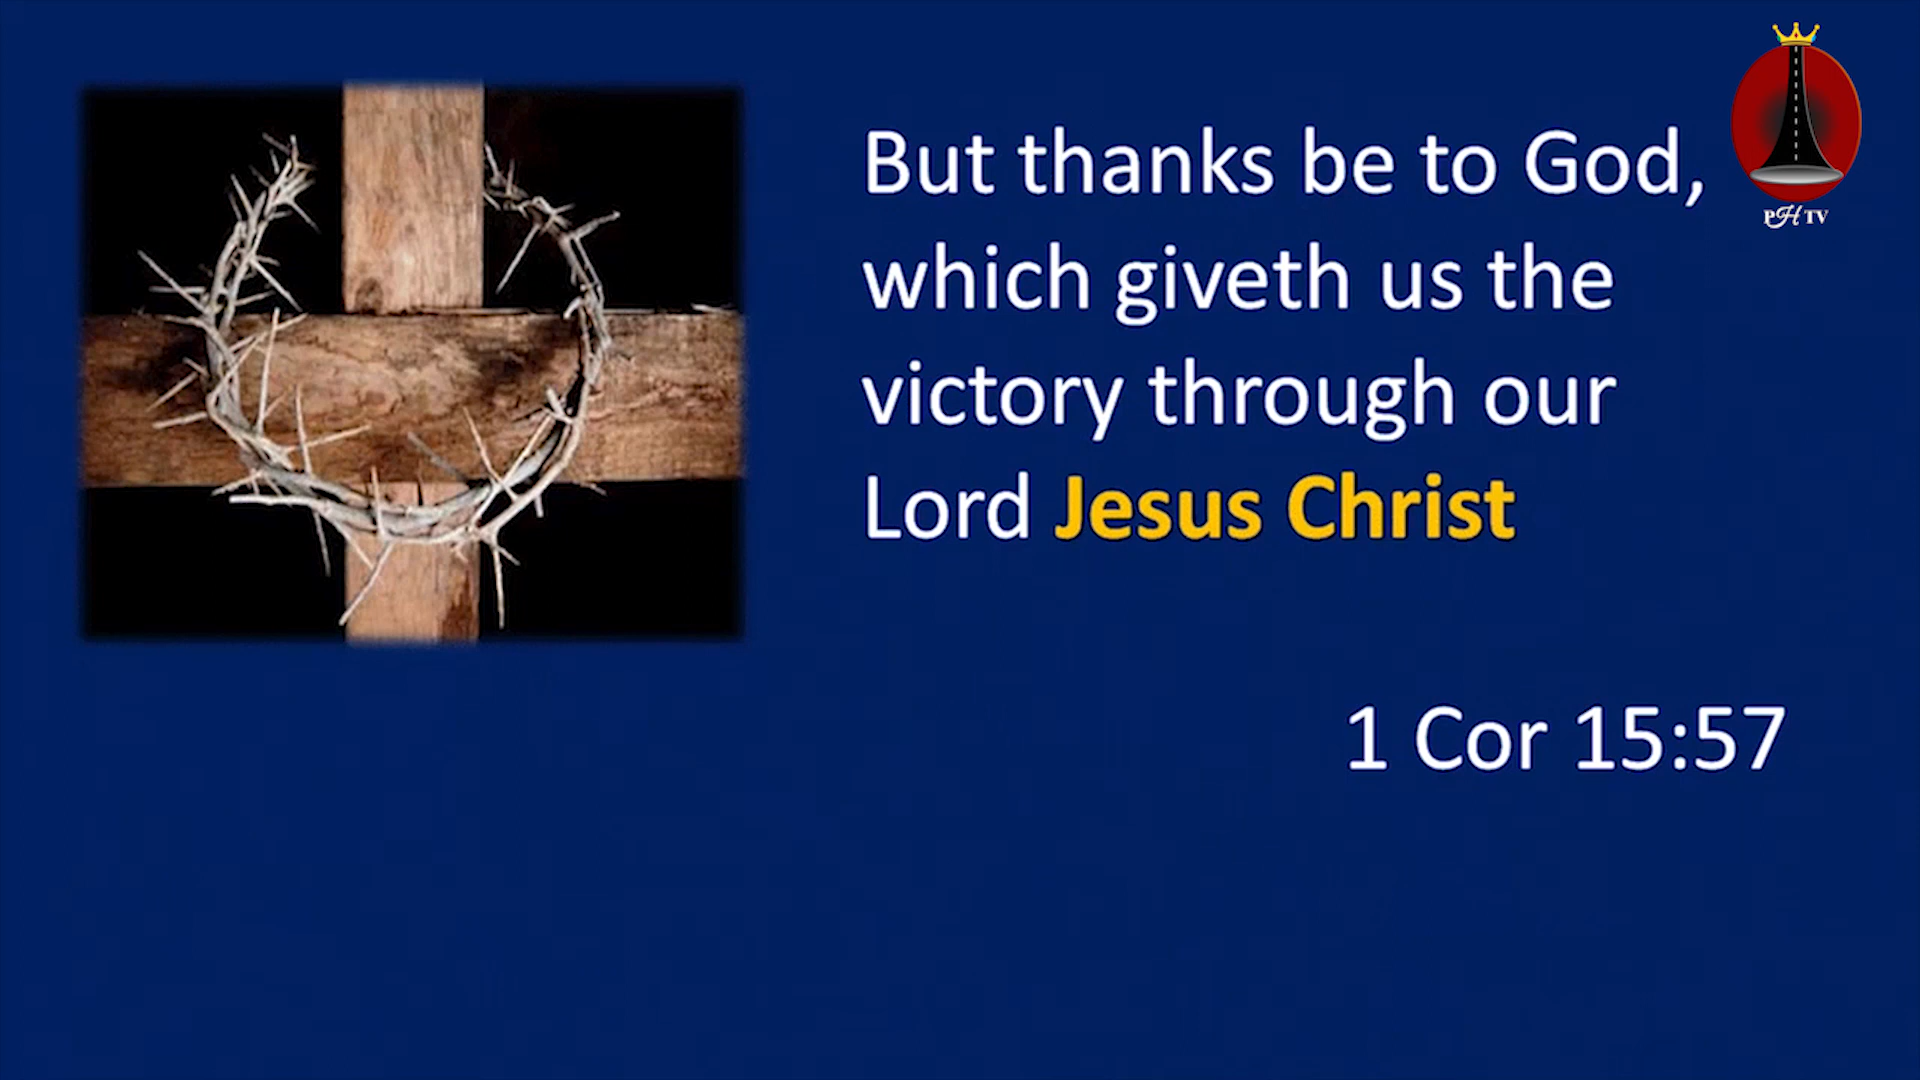 But thanks be to God,
which giveth us the
victory through our
Lord Jesus Christ
1 Cor 15:57
PH TV